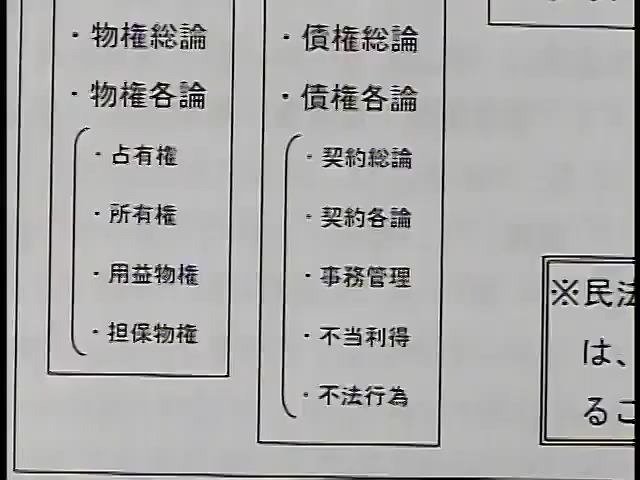 ・物権総論
・物権各論
・占有権
・所有権
・用益物権
・担保物権
・債権総論
・債権各論
・契約総論
・契約各論
・事務管理
・不当利得
・不法行為
※民法
は、
るこ